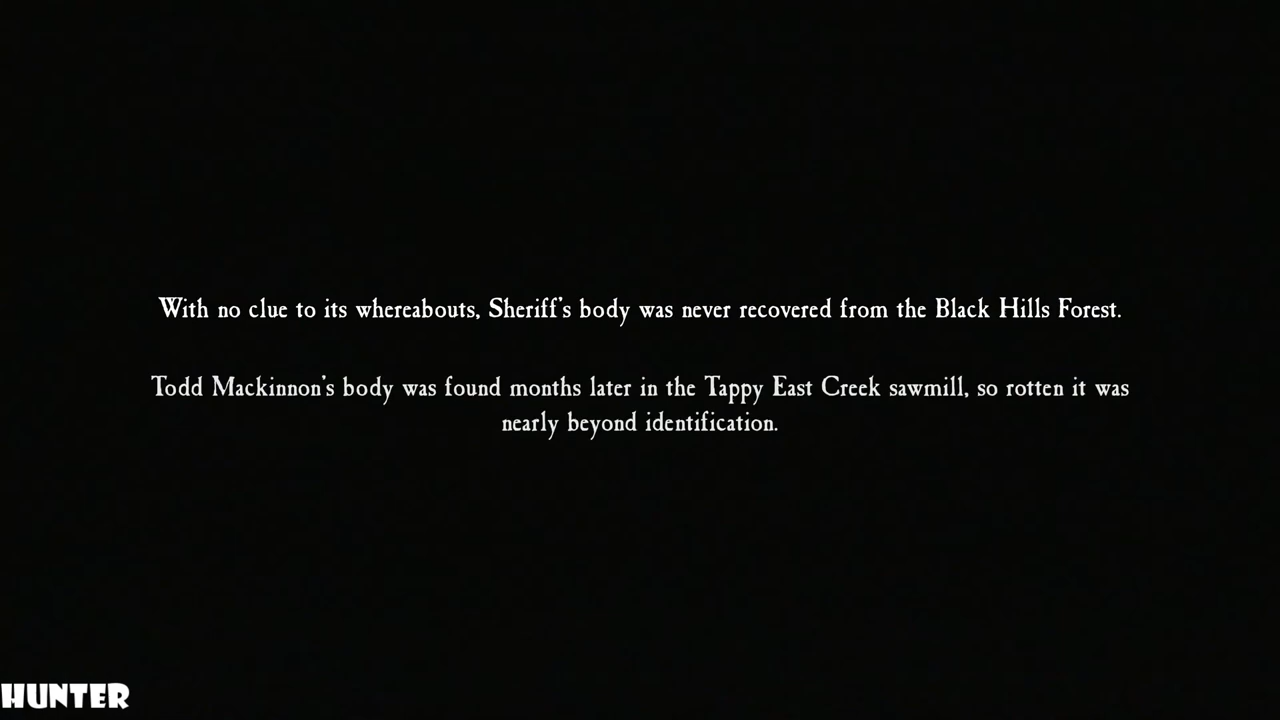 With no clue to its whereabouts, Sheriff's body was never recovered from the Black Hills Forest.
Todd Mackinnon's body was found months later in the Tappy East Creek sawmill, so rotten it was
nearly beyond identification.
HUNTER